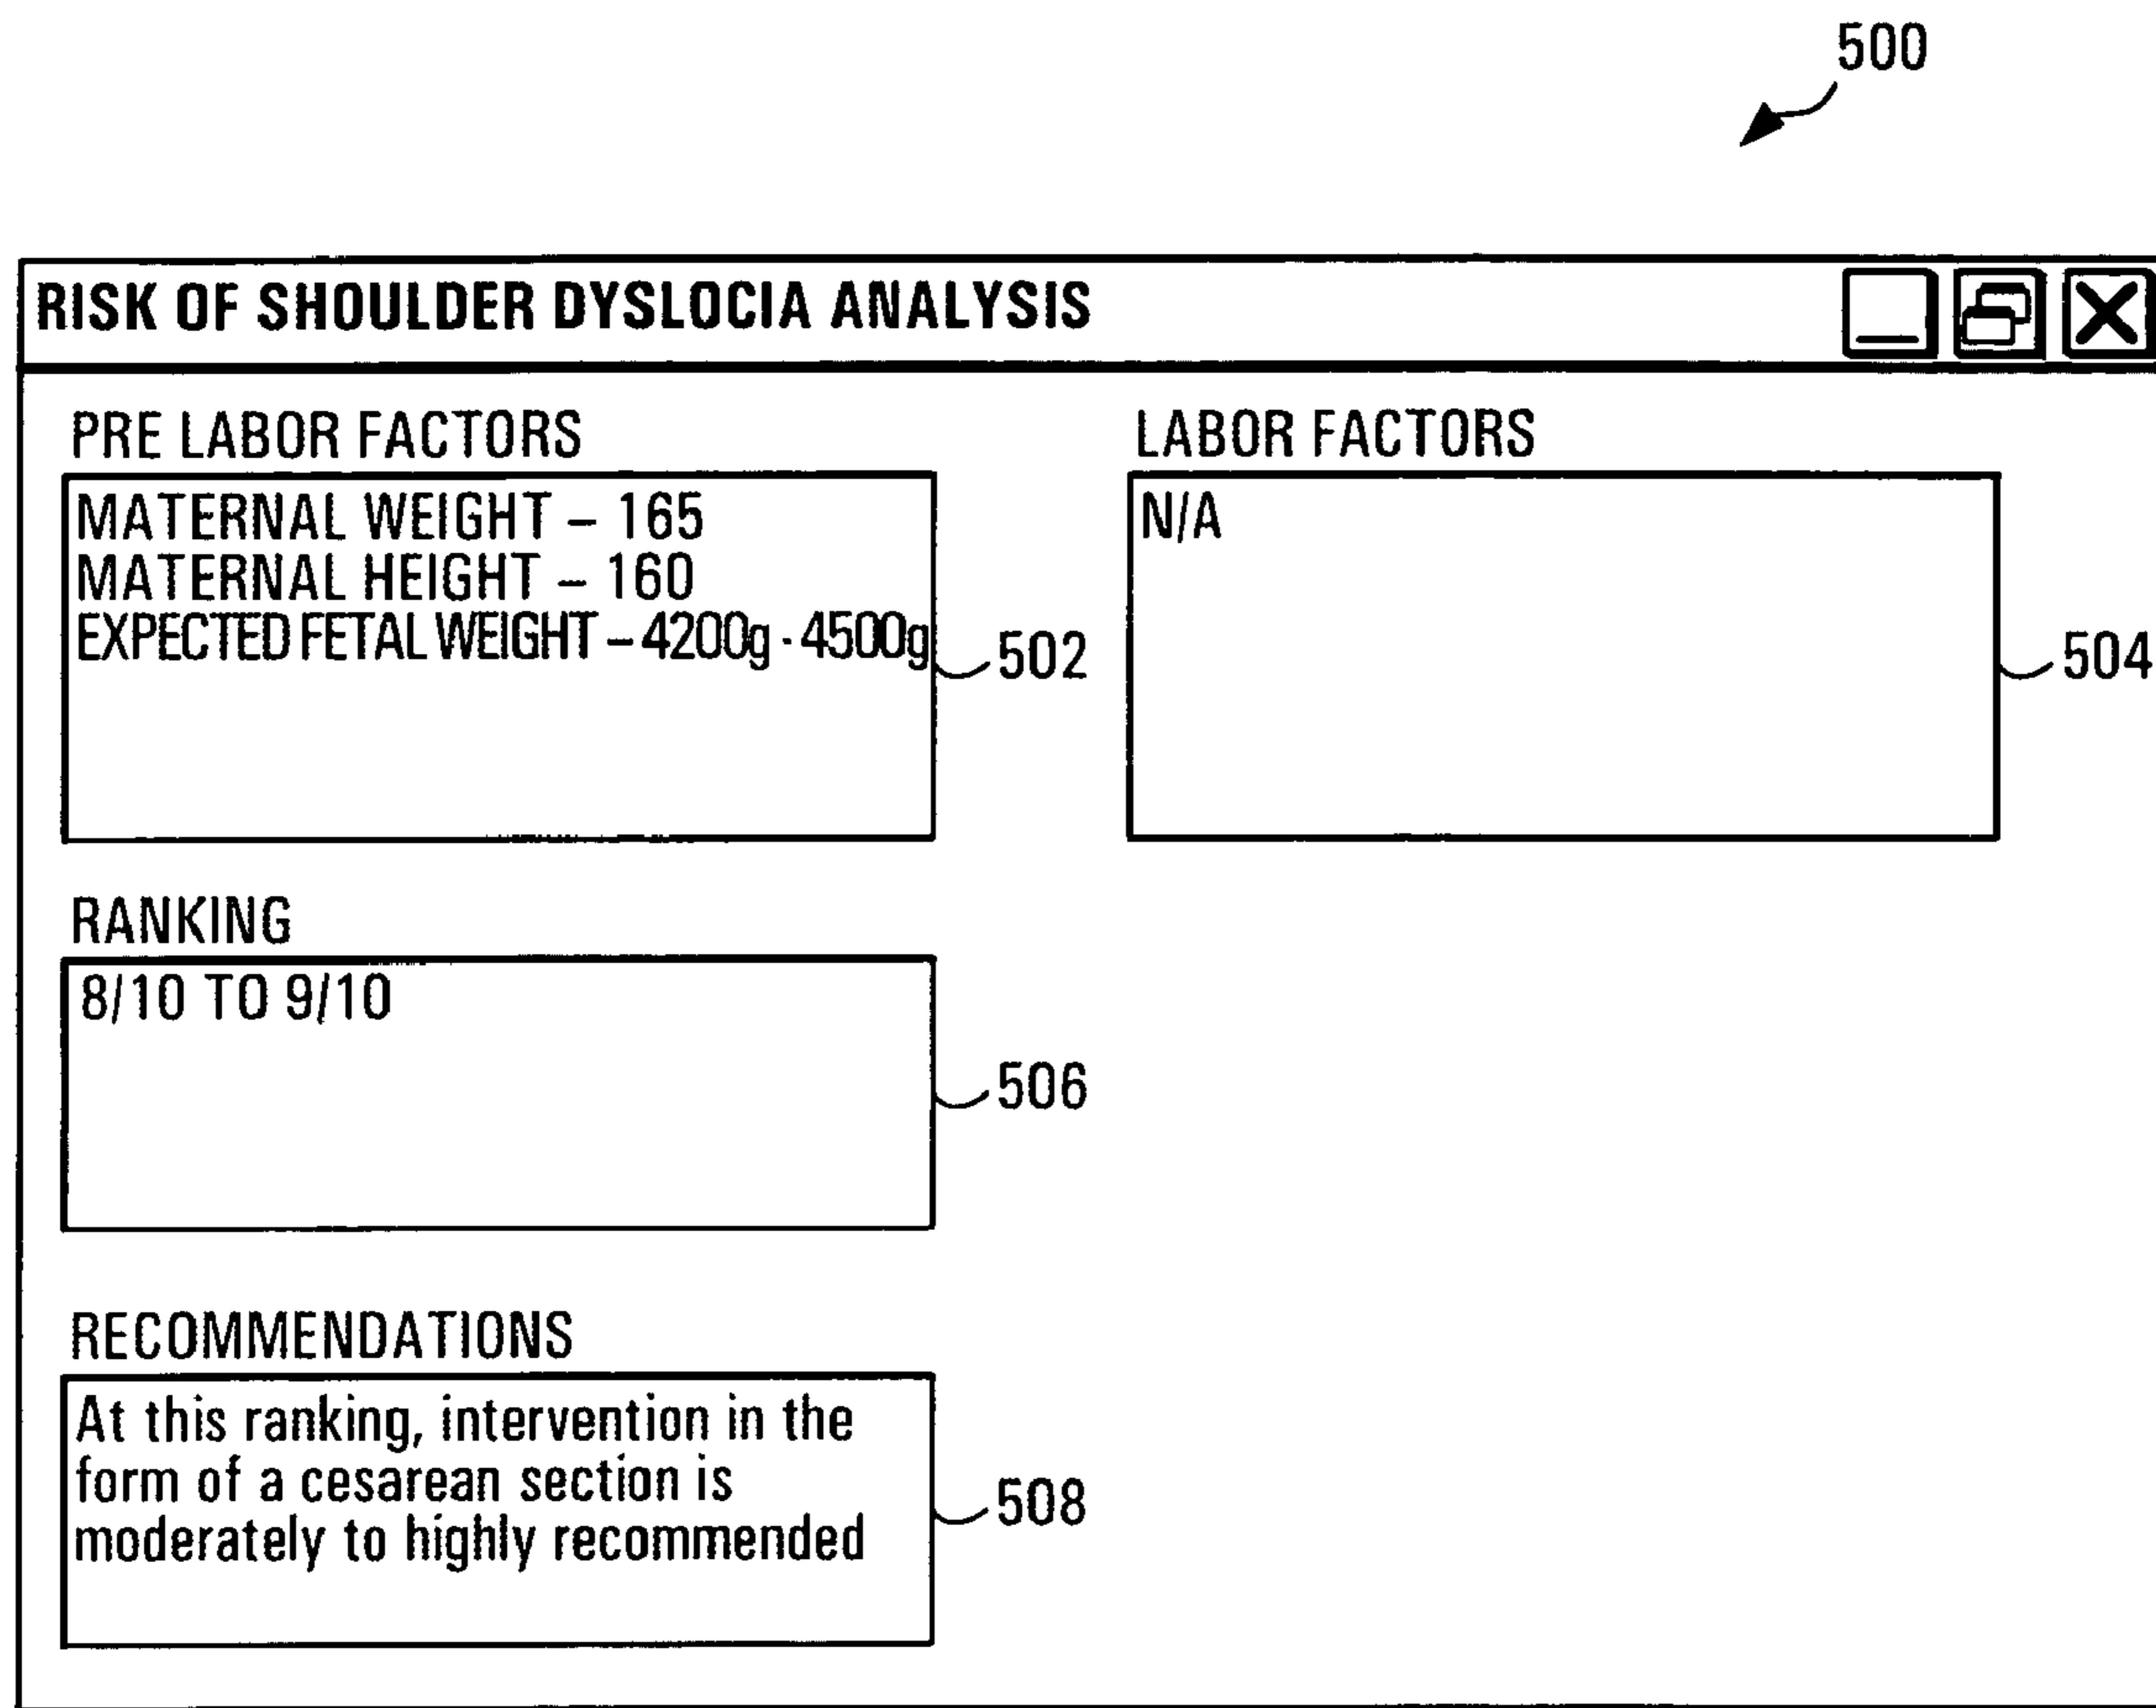 500
RISK OF SHOULDER DYSLOCIA ANALYSIS
PRE LABOR FACTORS
MATERNAL WEIGHT – 165
MATERNAL HEIGHT – 160
EXPECTED FETAL WEIGHT – 4200g - 4500g
502
LABOR FACTORS
N/A
504
RANKING
8/10 TO 9/10
506
RECOMMENDATIONS
At this ranking, intervention in the
form of a cesarean section is
moderately to highly recommended
508